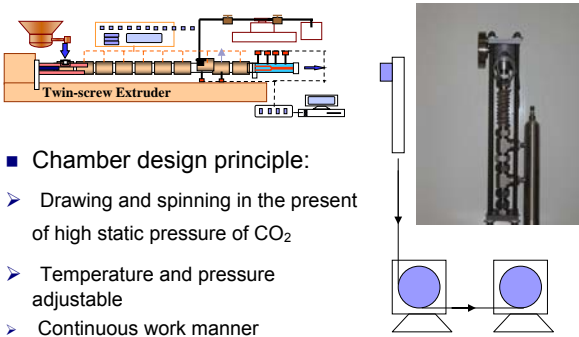 Twin-screw Extruder
■ Chamber design principle:
➢ Drawing and spinning in the present
of high static pressure of CO₂
➢ Temperature and pressure
adjustable
➢ Continuous work manner